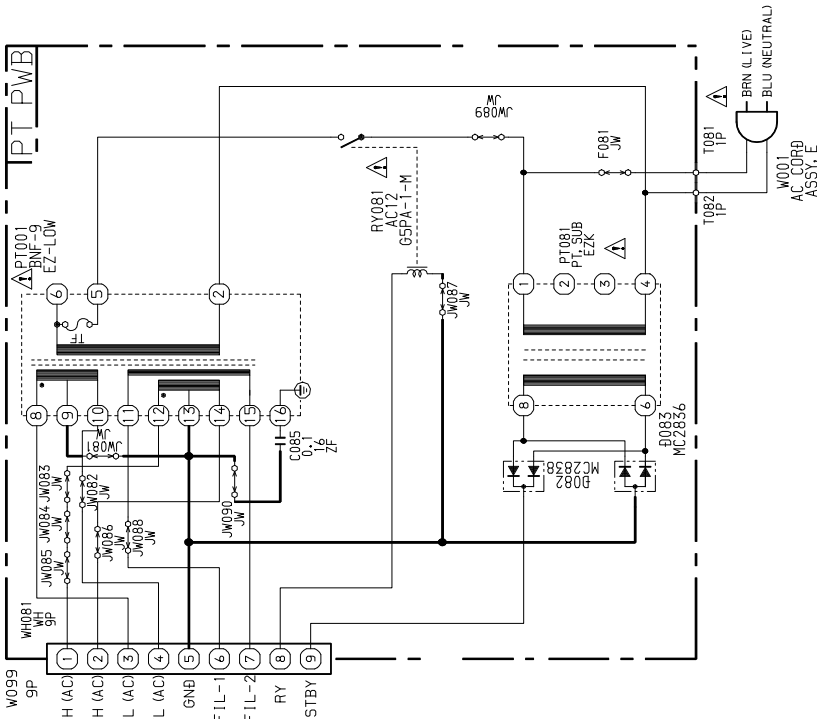 PT PWB
PT001
BNF-9
EZ-LOW
6
5
2
TF
8
9
10
11
12
13
14
15
16
C085
0.1
16
ZF
JW081
JW
JW083
JW
JW084
JW
JW085
JW
JW082
JW
JW086
JW
JW088
JW
JW090
JW
RY081
AC12
G5PA-1-M
JW087
JW
JW089
JW
F081
JW
T081
1P
T082
1P
BRN (LIVE)
BLU (NEUTRAL)
W001
AC CORD
ASSY, E
PT081
PT, SUB
EZK
1
2
3
4
8
6
D082
MC2838
D083
MC2836
WH081
WH
9P
W099
9P
1
2
3
4
5
6
7
8
9
H (AC)
H (AC)
L (AC)
L (AC)
GND
FIL-1
FIL-2
RY
STBY